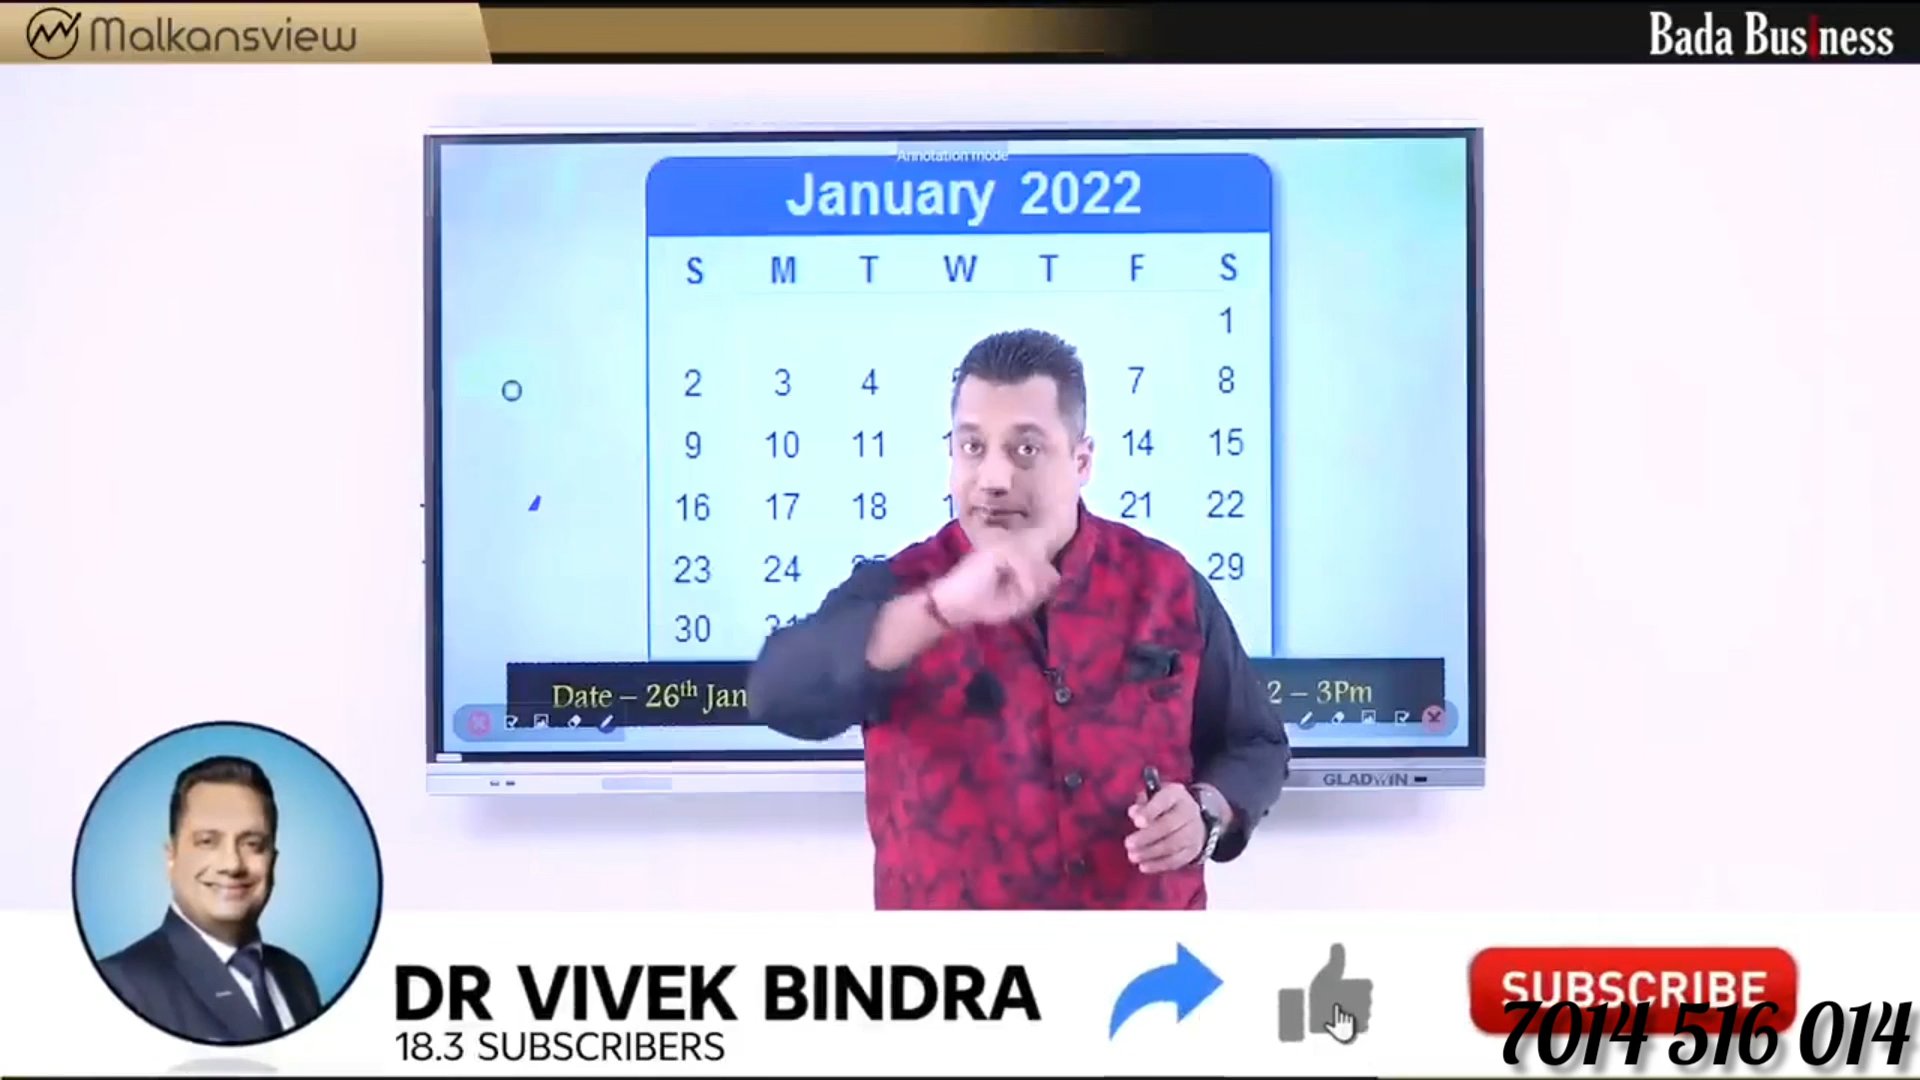 Malkansview
Bada Business
Annotation mode
January 2022
S M T W T F S
1
2 3 4 7 8
9 10 11 14 15
16 17 18 21 22
23 24 25 29
30 31
Date – 26th Jan 2 – 3Pm
GLADWIN
DR VIVEK BINDRA
18.3 SUBSCRIBERS
SUBSCRIBE
7014 516 014